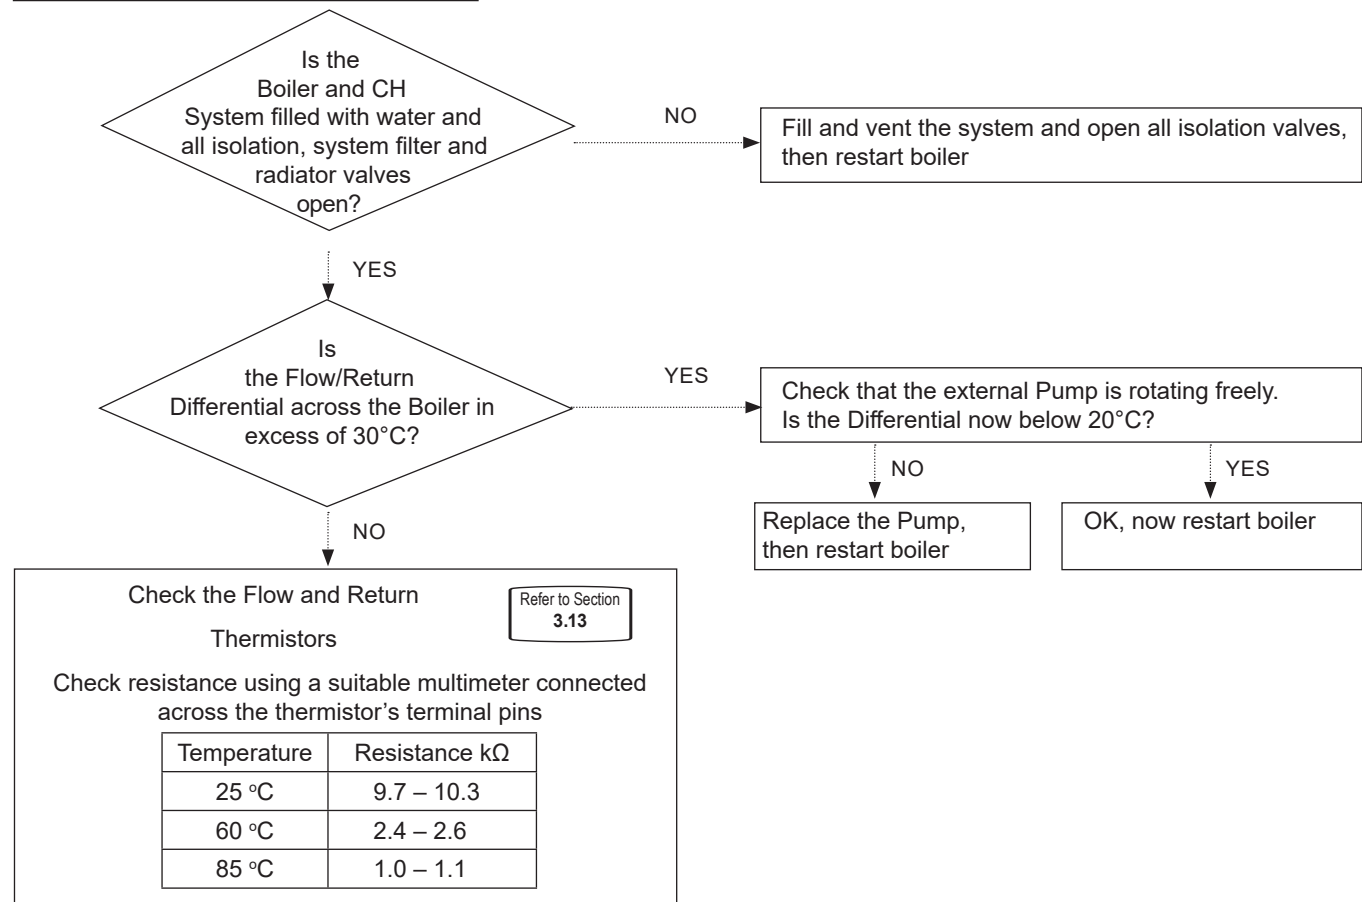 Is the
Boiler and CH
System filled with water and
all isolation, system filter and
radiator valves
open?
NO
Fill and vent the system and open all isolation valves,
then restart boiler
YES
Is
the Flow/Return
Differential across the Boiler in
excess of 30°C?
YES
Check that the external Pump is rotating freely.
Is the Differential now below 20°C?
NO
YES
Replace the Pump,
then restart boiler
OK, now restart boiler
NO
Check the Flow and Return
Thermistors
Refer to Section
3.13
Check resistance using a suitable multimeter connected
across the thermistor’s terminal pins
Temperature Resistance kΩ
25 °C 9.7 – 10.3
60 °C 2.4 – 2.6
85 °C 1.0 – 1.1